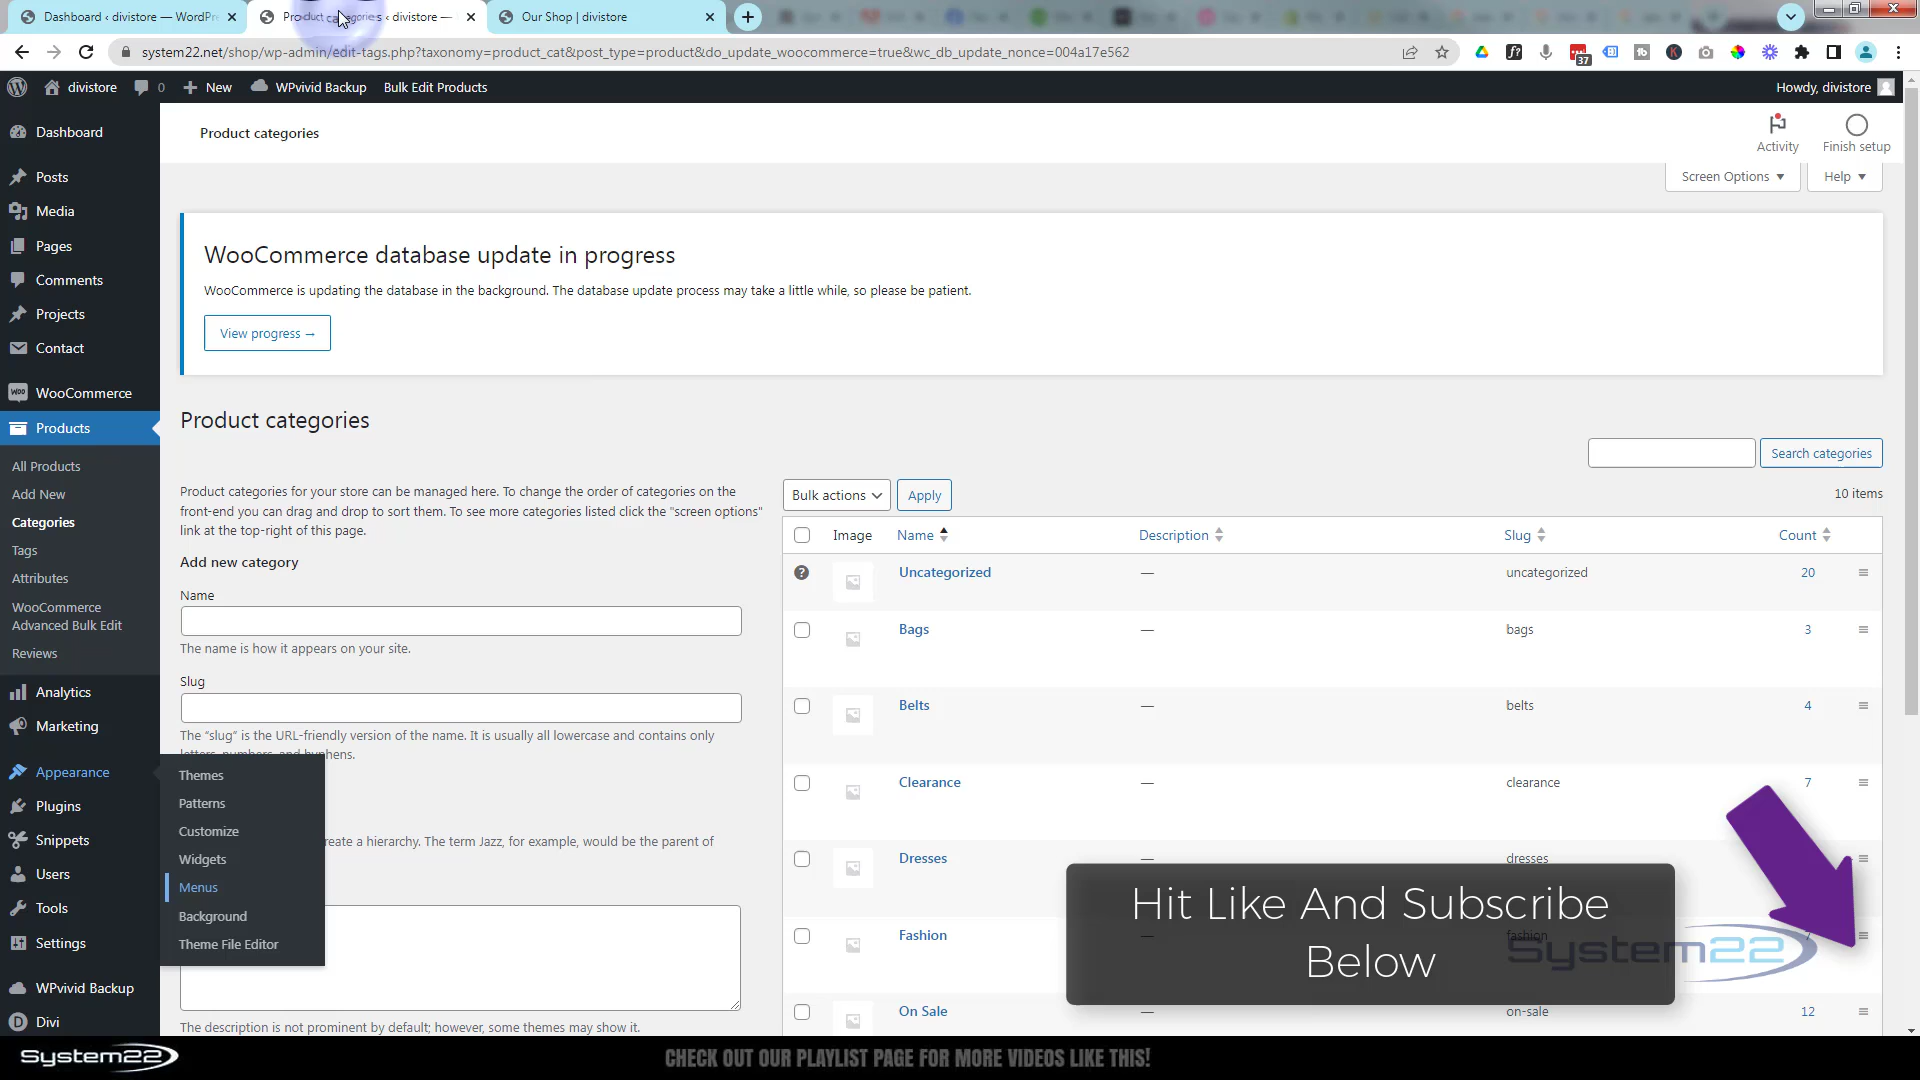 Dashboard ‹ divistore — WordPre
Product categories ‹ divistore —
Our Shop | divistore
system22.net/shop/wp-admin/edit-tags.php?taxonomy=product_cat&post_type=product&do_update_woocommerce=true&wc_db_update_nonce=004a17e562
37
divistore
0
New
WPvivid Backup
Bulk Edit Products
Howdy, divistore
Dashboard
Posts
Media
Pages
Comments
Projects
Contact
WooCommerce
Products
All Products
Add New
Categories
Tags
Attributes
WooCommerce
Advanced Bulk Edit
Reviews
Analytics
Marketing
Appearance
Plugins
Snippets
Users
Tools
Settings
WPvivid Backup
Divi
Themes
Patterns
Customize
Widgets
Menus
Background
Theme File Editor
Product categories
Activity
Finish setup
Screen Options
Help
WooCommerce database update in progress
WooCommerce is updating the database in the background. The database update process may take a little while, so please be patient.
View progress →
Product categories
Search categories
Product categories for your store can be managed here. To change the order of categories on the
front-end you can drag and drop to sort them. To see more categories listed click the "screen options"
link at the top-right of this page.
Add new category
Name
The name is how it appears on your site.
Slug
The “slug” is the URL-friendly version of the name. It is usually all lowercase and contains only
letters, numbers, and hyphens.
reate a hierarchy. The term Jazz, for example, would be the parent of
The description is not prominent by default; however, some themes may show it.
Bulk actions
Apply
10 items
Image Name Description Slug Count
Uncategorized — uncategorized 20
Bags — bags 3
Belts — belts 4
Clearance — clearance 7
Dresses — dresses
Fashion — fashion 7
On Sale — on-sale 12
Hit Like And Subscribe
Below
System22
System22
CHECK OUT OUR PLAYLIST PAGE FOR MORE VIDEOS LIKE THIS!